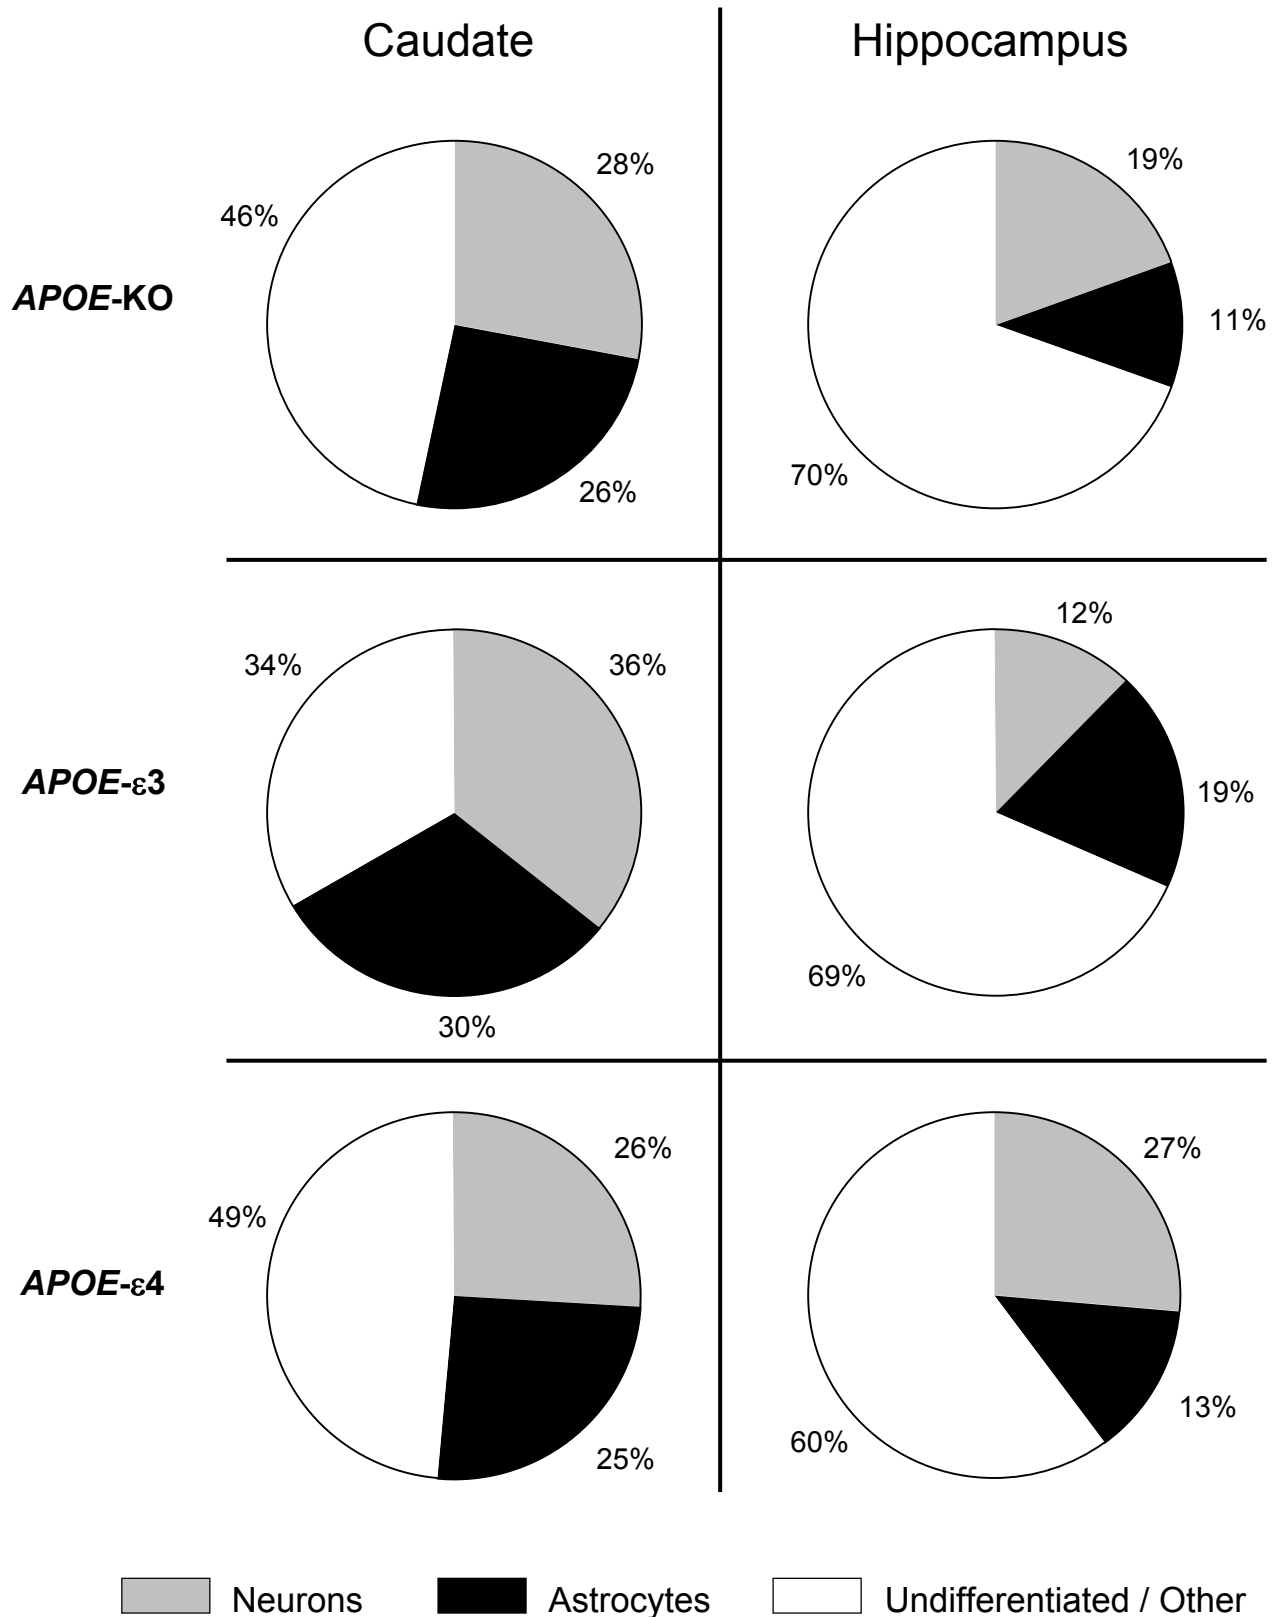 Caudate
Hippocampus
28%
19%
46%
APOE-KO
11%
70%
26%
12%
34%
36%
APOE-ε3
19%
69%
30%
26%
27%
49%
APOE-ε4
13%
60%
25%
Neurons
Astrocytes
Undifferentiated / Other